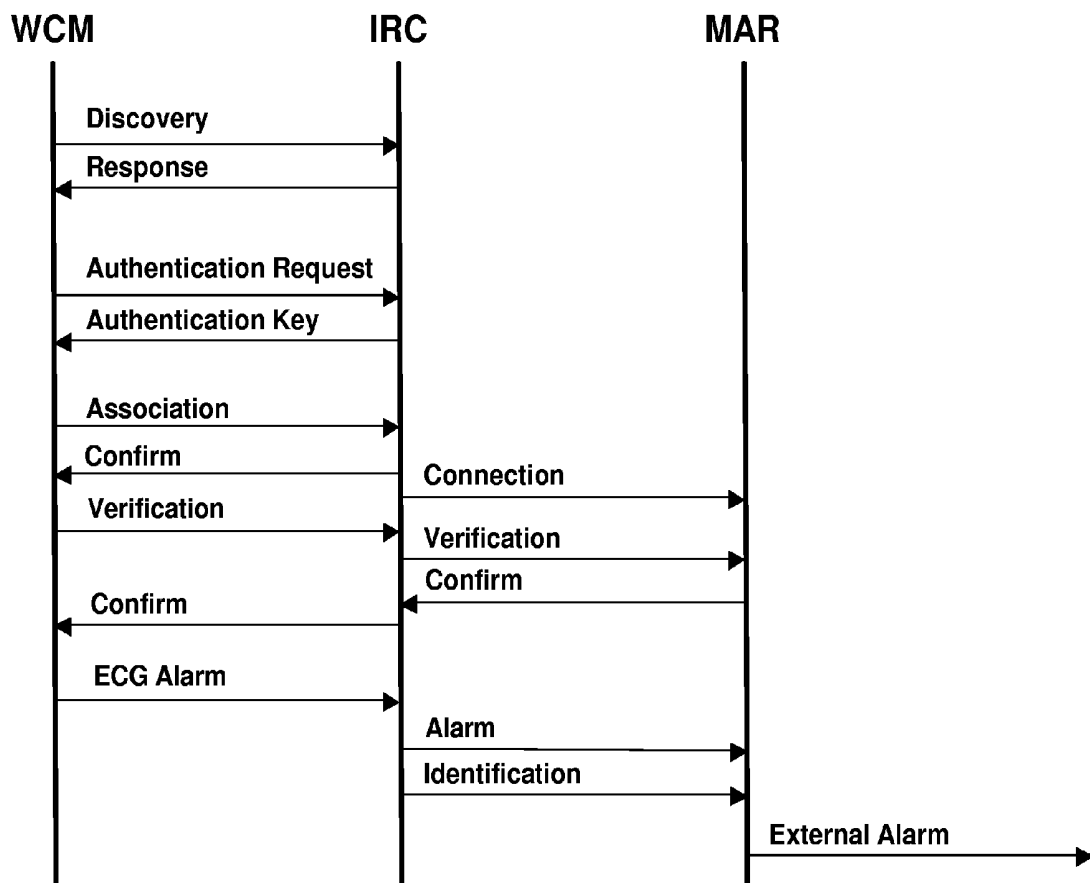 WCM IRC MAR
Discovery
Response
Authentication Request
Authentication Key
Association
Confirm
Connection
Verification
Verification
Confirm
Confirm
ECG Alarm
Alarm
Identification
External Alarm